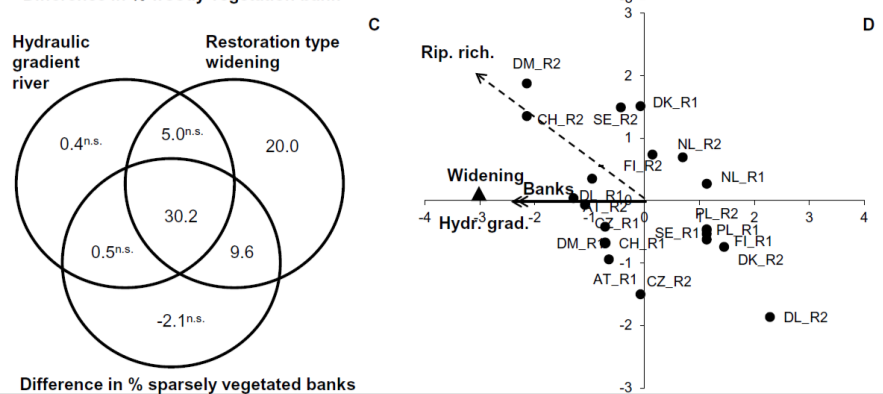 C
D
Hydraulic
gradient
river
Restoration type
widening
0.4n.s.
5.0n.s.
20.0
30.2
0.5n.s.
9.6
-2.1n.s.
Difference in % sparsely vegetated banks
3
2
1
0
-1
-2
-3
-4
-3
-2
-1
1
2
3
4
Rip. rich.
DM_R2
CH_R2
SE_R2
DK_R1
NL_R2
FI_R2
NL_R1
Widening
Banks
DL_R1
Hydr. grad.
CZ_R1
PL_R2
PL_R1
SE_R1
FI_R1
DM_R1
CH_R1
DK_R2
AT_R1
CZ_R2
DL_R2